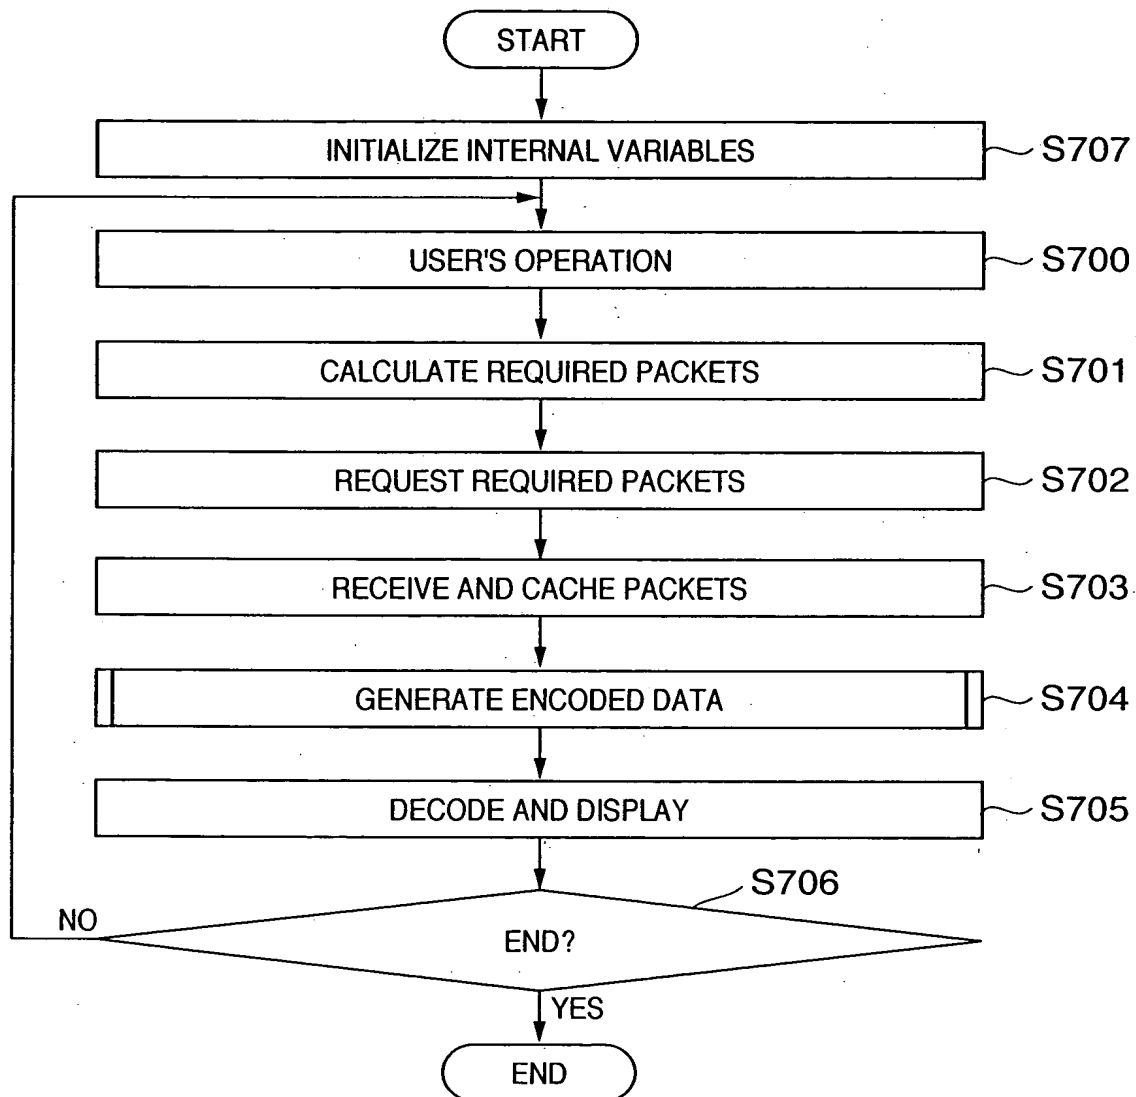 START
INITIALIZE INTERNAL VARIABLES
S707
USER'S OPERATION
S700
CALCULATE REQUIRED PACKETS
S701
REQUEST REQUIRED PACKETS
S702
RECEIVE AND CACHE PACKETS
S703
GENERATE ENCODED DATA
S704
DECODE AND DISPLAY
S705
S706
NO
END?
YES
END